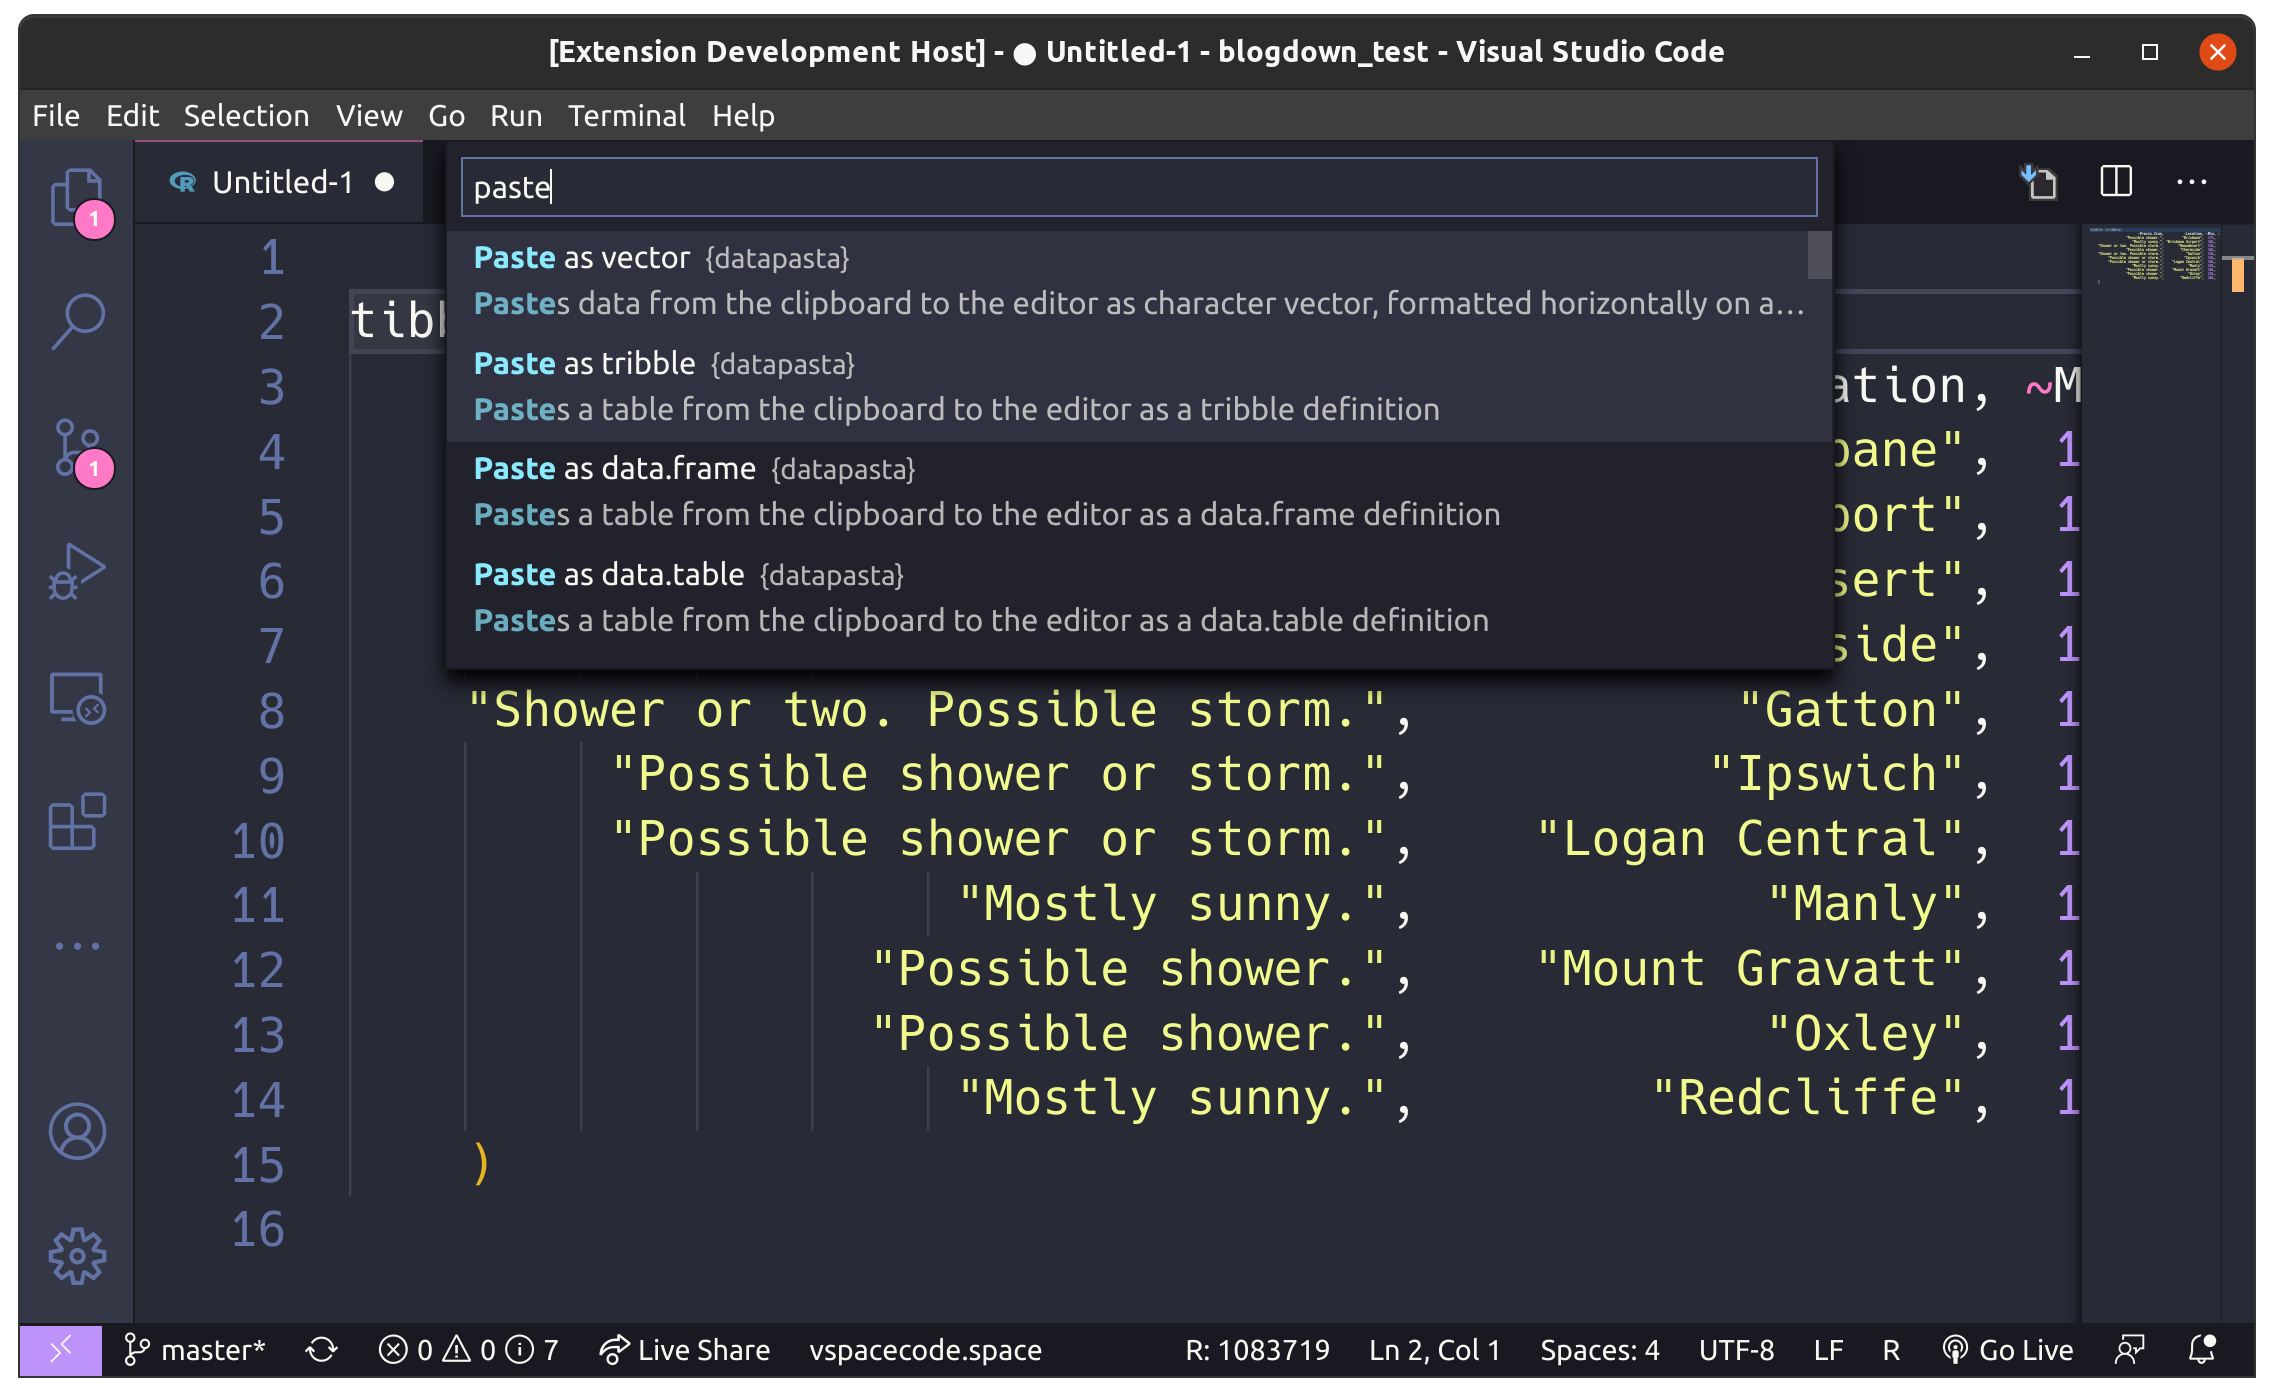 [Extension Development Host] - ● Untitled-1 - blogdown_test - Visual Studio Code
File Edit Selection View Go Run Terminal Help
Untitled-1
paste
Paste as vector {datapasta}
Pastes data from the clipboard to the editor as character vector, formatted horizontally on a...
Paste as tribble {datapasta}
Pastes a table from the clipboard to the editor as a tribble definition
Paste as data.frame {datapasta}
Pastes a table from the clipboard to the editor as a data.frame definition
Paste as data.table {datapasta}
Pastes a table from the clipboard to the editor as a data.table definition
1
1
1
2 tib
3 ation, ~M
4 bane", 1
5 port", 1
6 sert", 1
7 side", 1
8 "Shower or two. Possible storm.", "Gatton", 1
9 "Possible shower or storm.", "Ipswich", 1
10 "Possible shower or storm.", "Logan Central", 1
11 "Mostly sunny.", "Manly", 1
12 "Possible shower.", "Mount Gravatt", 1
13 "Possible shower.", "Oxley", 1
14 "Mostly sunny.", "Redcliffe", 1
15 )
16
master* 0 0 7 Live Share vspacecode.space R: 1083719 Ln 2, Col 1 Spaces: 4 UTF-8 LF R Go Live